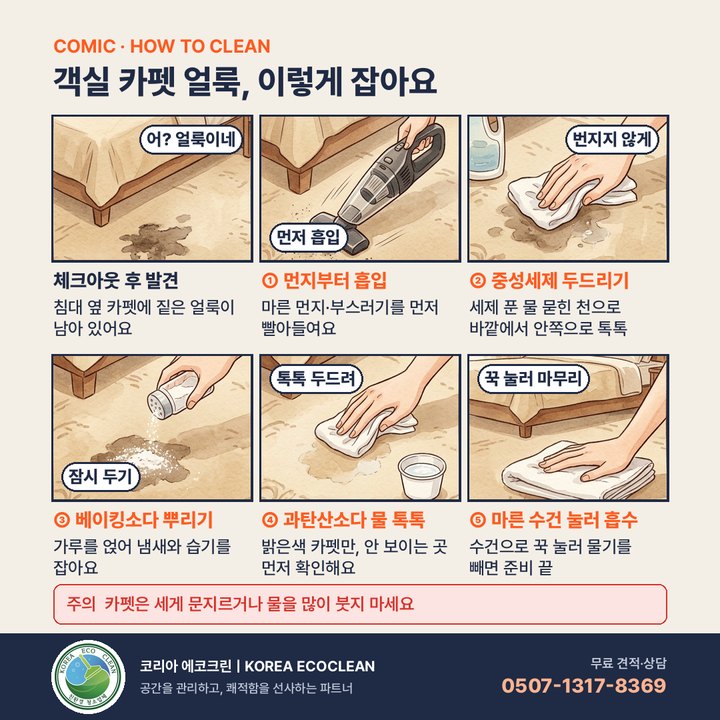 COMIC · HOW TO CLEAN
객실 카펫 얼룩, 이렇게 잡아요
어? 얼룩이네
먼저 흡입
번지지 않게
체크아웃 후 발견
침대 옆 카펫에 짙은 얼룩이
남아 있어요
① 먼지부터 흡입
마른 먼지·부스러기를 먼저
빨아들여요
② 중성세제 두드리기
세제 푼 물 묻힌 천으로
바깥에서 안쪽으로 톡톡
잠시 두기
톡톡 두드려
꾹 눌러 마무리
③ 베이킹소다 뿌리기
가루를 얹어 냄새와 습기를
잡아요
④ 과탄산소다 물 톡톡
밝은색 카펫만, 안 보이는 곳
먼저 확인해요
⑤ 마른 수건 눌러 흡수
수건으로 꾹 눌러 물기를
빼면 준비 끝
주의 카펫은 세게 문지르거나 물을 많이 붓지 마세요
KOREA ECO CLEAN
코리아 에코크린 | KOREA ECOCLEAN
공간을 관리하고, 쾌적함을 선사하는 파트너
무료 견적·상담
0507-1317-8369